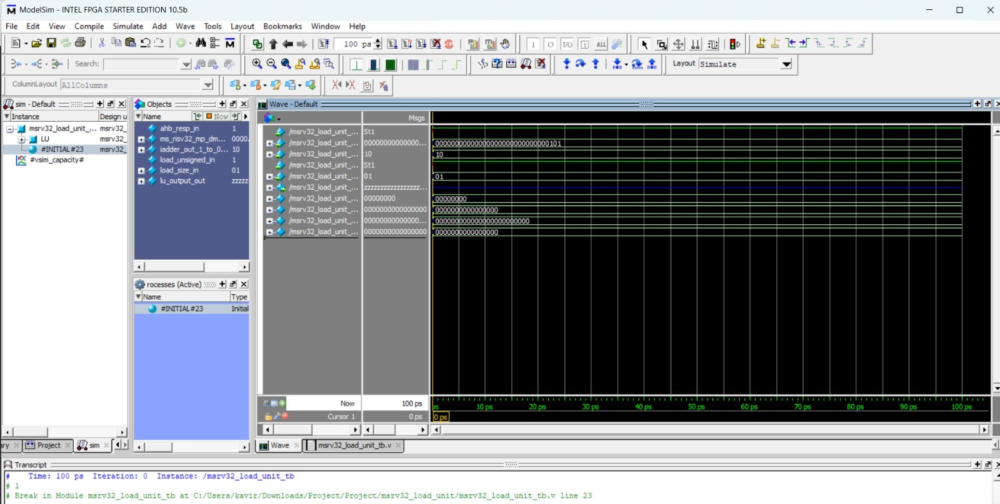 ModelSim - INTEL FPGA STARTER EDITION 10.5b
File Edit View Compile Simulate Add Wave Tools Layout Bookmarks Window Help
100 ps
Search:
Layout Simulate
ColumnLayout AllColumns
sim - Default
Instance Design u
msrv32_load_unit_... msrv32_
LU msrv32_
#INITIAL#23 msrv32_
#vsim_capacity#
Objects
Name Now
ahb_resp_in 1
ms_risv32_mp_dm... 0000.
iadder_out_1_to_0... 10
load_unsigned_in 1
load_size_in 01
lu_output_out zzzzz
rocesses (Active)
Name Type
#INITIAL#23 Initial
Wave - Default
Msgs
/msrv32_load_unit_... St1
/msrv32_load_unit_... 00000000000000... 00000000000000000000000000000101
/msrv32_load_unit_... 10 10
/msrv32_load_unit_... St1
/msrv32_load_unit_... 01 01
/msrv32_load_unit_... zzzzzzzzzzzzzzzzz...
/msrv32_load_unit_... 00000000 00000000
/msrv32_load_unit_... 0000000000000000 0000000000000000
/msrv32_load_unit_... 00000000000000... 000000000000000000000000
/msrv32_load_unit_... 0000000000000000 0000000000000000
Now 100 ps
10 ps 20 ps 30 ps 40 ps 50 ps 60 ps 70 ps 80 ps 90 ps 100 ps
Cursor 1 0 ps 0 ps
ary Project sim
Wave msrv32_load_unit_tb.v
Transcript
# Time: 100 ps Iteration: 0 Instance: /msrv32_load_unit_tb
# 1
# Break in Module msrv32_load_unit_tb at C:/Users/kavir/Downloads/Project/Project/msrv32_load_unit/msrv32_load_unit_tb.v line 23